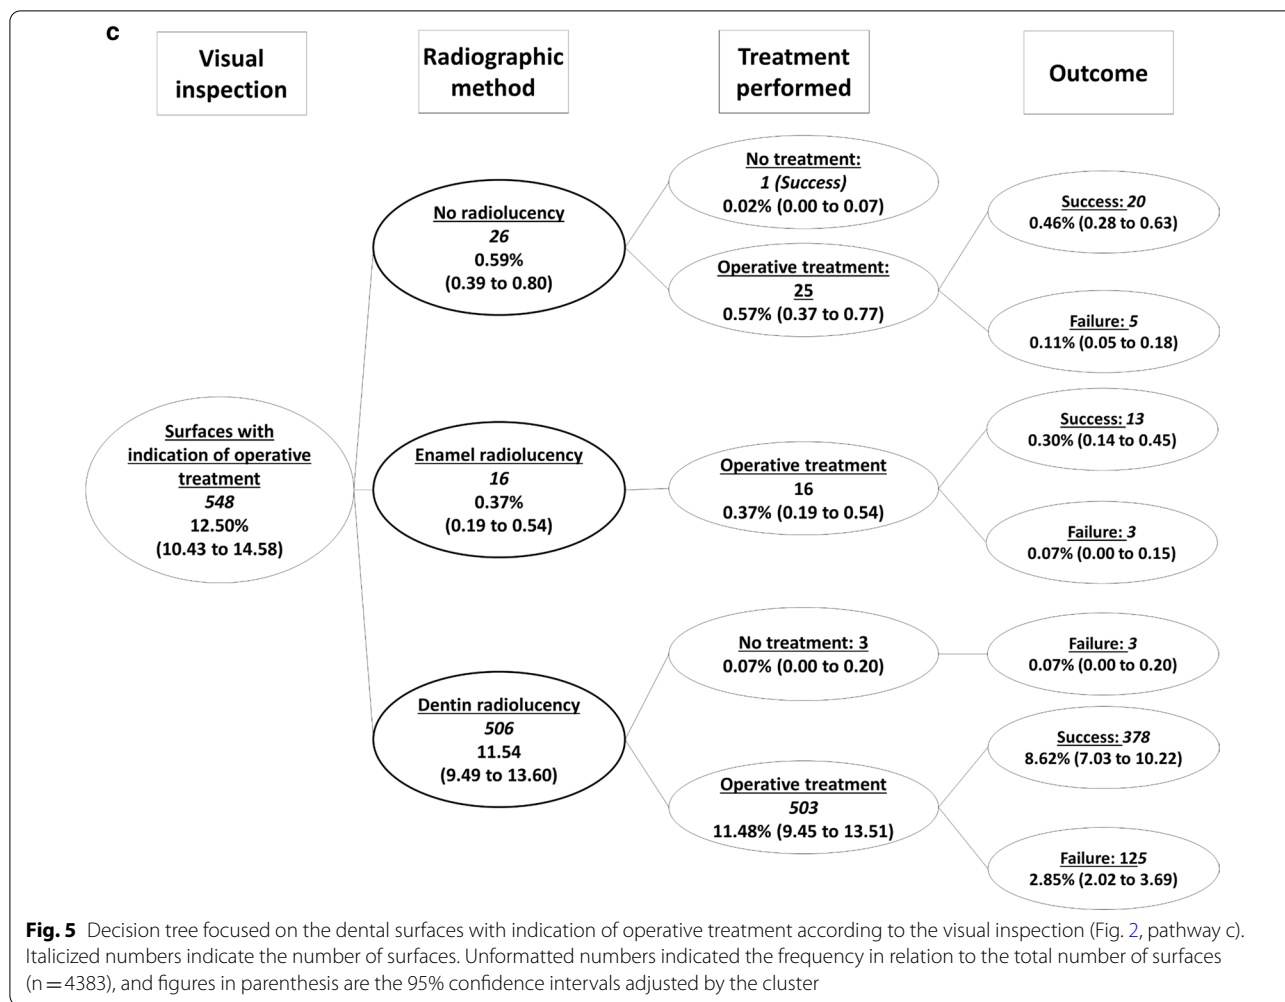 c
Visual
inspection
Radiographic
method
Treatment
performed
Outcome
Surfaces with
indication of operative
treatment
548
12.50%
(10.43 to 14.58)
No radiolucency
26
0.59%
(0.39 to 0.80)
No treatment:
1 (Success)
0.02% (0.00 to 0.07)
Operative treatment:
25
0.57% (0.37 to 0.77)
Success: 20
0.46% (0.28 to 0.63)
Failure: 5
0.11% (0.05 to 0.18)
Enamel radiolucency
16
0.37%
(0.19 to 0.54)
Operative treatment
16
0.37% (0.19 to 0.54)
Success: 13
0.30% (0.14 to 0.45)
Failure: 3
0.07% (0.00 to 0.15)
Dentin radiolucency
506
11.54
(9.49 to 13.60)
No treatment: 3
0.07% (0.00 to 0.20)
Failure: 3
0.07% (0.00 to 0.20)
Operative treatment
503
11.48% (9.45 to 13.51)
Success: 378
8.62% (7.03 to 10.22)
Failure: 125
2.85% (2.02 to 3.69)
Fig. 5 Decision tree focused on the dental surfaces with indication of operative treatment according to the visual inspection (Fig. 2, pathway c).
Italicized numbers indicate the number of surfaces. Unformatted numbers indicated the frequency in relation to the total number of surfaces
(n = 4383), and figures in parenthesis are the 95% confidence intervals adjusted by the cluster